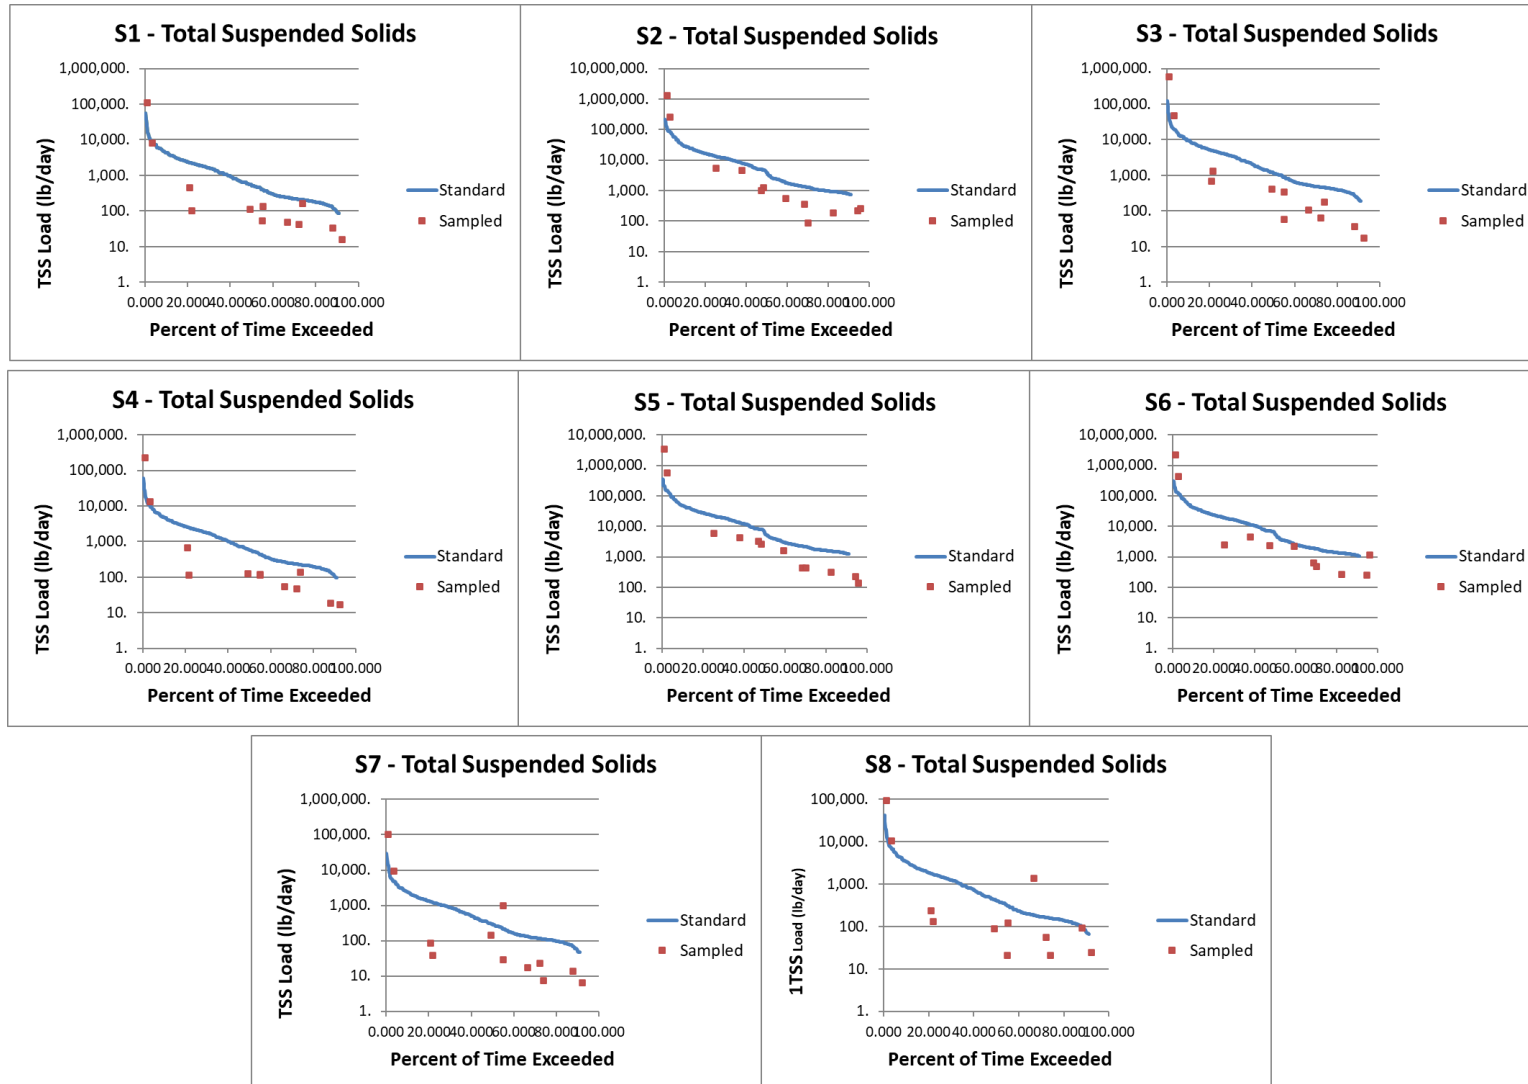 S1 - Total Suspended Solids
1,000,000.
100,000.
10,000.
1,000.
100.
10.
1.
0.000 20.000 40.000 60.000 80.000 100.000
TSS Load (lb/day)
Percent of Time Exceeded
Standard
Sampled
S2 - Total Suspended Solids
10,000,000.
1,000,000.
100,000.
10,000.
1,000.
100.
10.
1.
0.000 20.000 40.000 60.000 80.000 100.000
TSS Load (lb/day)
Percent of Time Exceeded
Standard
Sampled
S3 - Total Suspended Solids
1,000,000.
100,000.
10,000.
1,000.
100.
10.
1.
0.000 20.000 40.000 60.000 80.000 100.000
TSS Load (lb/day)
Percent of Time Exceeded
Standard
Sampled
S4 - Total Suspended Solids
1,000,000.
100,000.
10,000.
1,000.
100.
10.
1.
0.000 20.000 40.000 60.000 80.000 100.000
TSS Load (lb/day)
Percent of Time Exceeded
Standard
Sampled
S5 - Total Suspended Solids
10,000,000.
1,000,000.
100,000.
10,000.
1,000.
100.
10.
1.
0.000 20.000 40.000 60.000 80.000 100.000
TSS Load (lb/day)
Percent of Time Exceeded
Standard
Sampled
S6 - Total Suspended Solids
10,000,000.
1,000,000.
100,000.
10,000.
1,000.
100.
10.
1.
0.000 20.000 40.000 60.000 80.000 100.000
TSS Load (lb/day)
Percent of Time Exceeded
Standard
Sampled
S7 - Total Suspended Solids
1,000,000.
100,000.
10,000.
1,000.
100.
10.
1.
0.000 20.000 40.000 60.000 80.000 100.000
TSS Load (lb/day)
Percent of Time Exceeded
Standard
Sampled
S8 - Total Suspended Solids
100,000.
10,000.
1,000.
100.
10.
1.
0.000 20.000 40.000 60.000 80.000 100.000
1TSS Load (lb/day)
Percent of Time Exceeded
Standard
Sampled